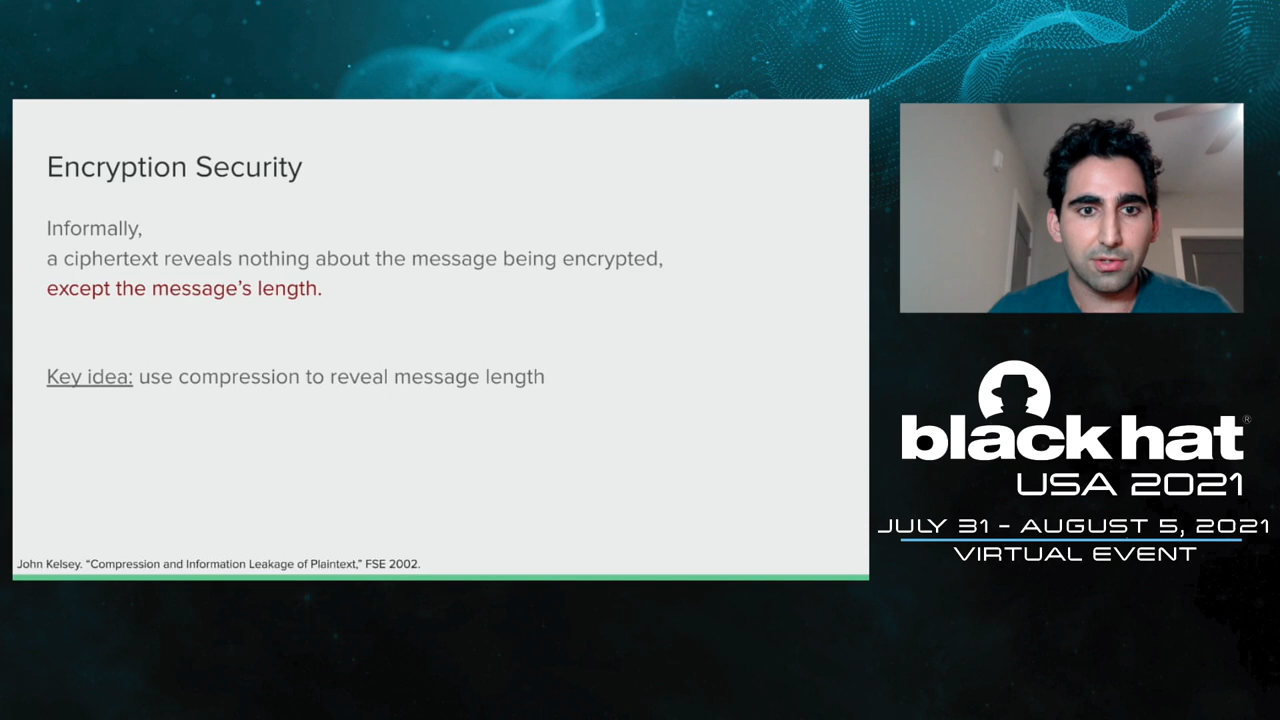 Encryption Security
Informally,
a ciphertext reveals nothing about the message being encrypted,
except the message's length.
Key idea: use compression to reveal message length
John Kelsey. “Compression and Information Leakage of Plaintext,” FSE 2002.
black hat®
USA 2021
JULY 31 - AUGUST 5, 2021
VIRTUAL EVENT